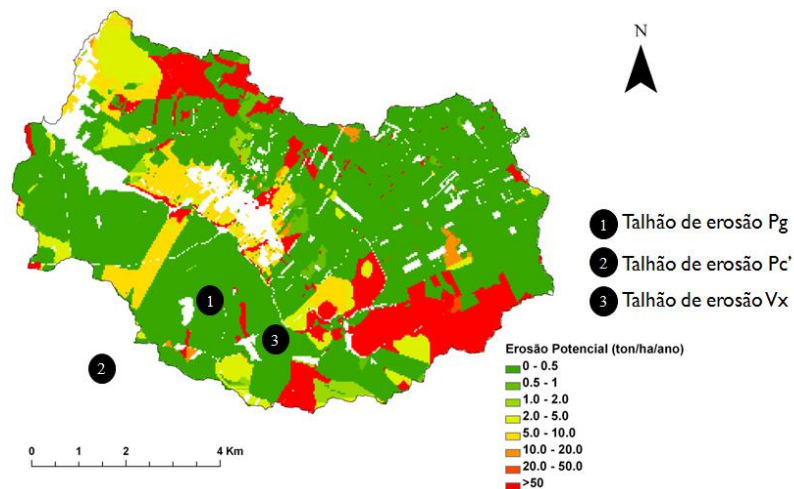 N
1 Talhão de erosão Pg
2 Talhão de erosão Pc'
3 Talhão de erosão Vx
1
3
2
Erosão Potencial (ton/ha/ano)
0 - 0.5
0.5 - 1
1.0 - 2.0
2.0 - 5.0
5.0 - 10.0
10.0 - 20.0
20.0 - 50.0
>50
0 1 2 4 Km